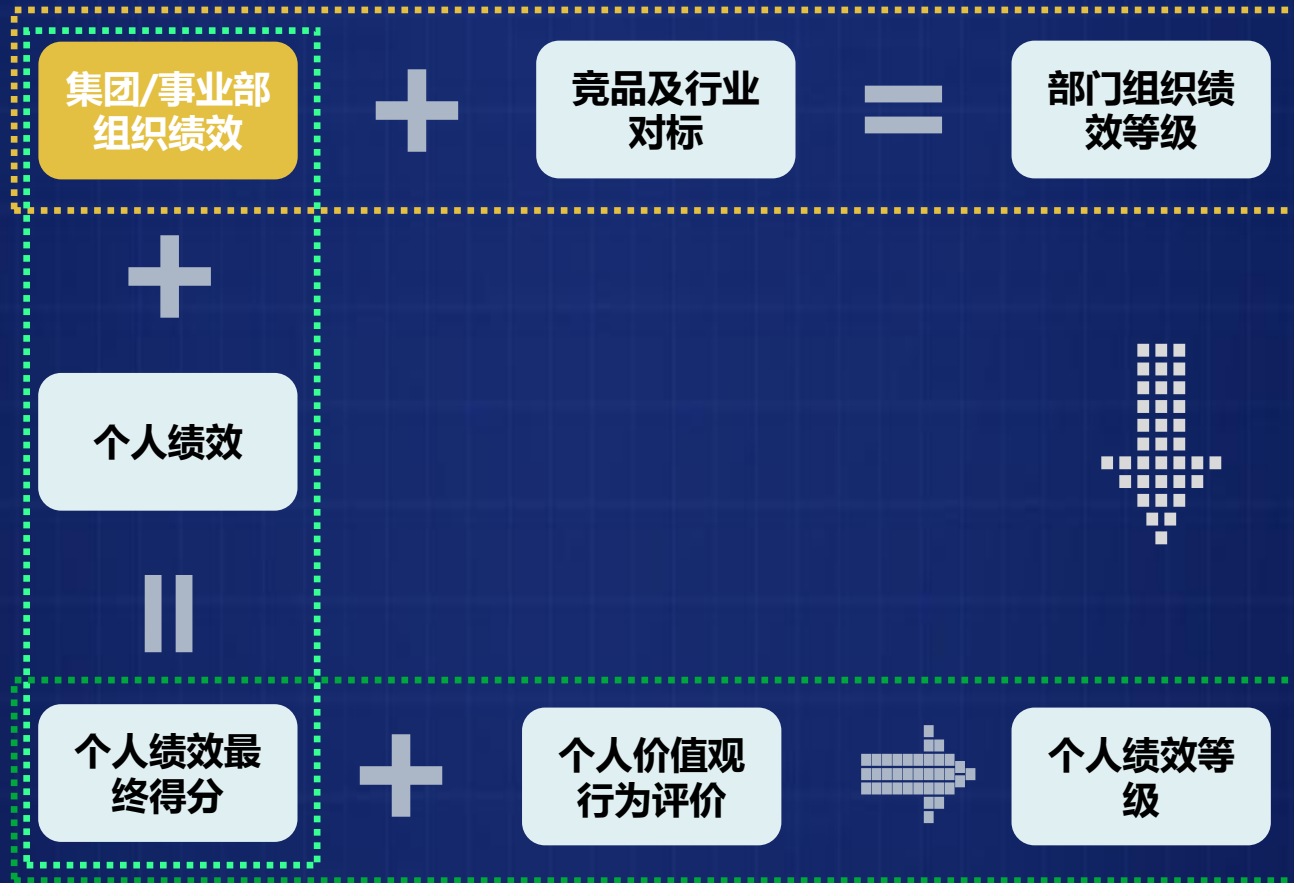 集团/事业部
组织绩效
竞品及行业
对标
部门组织绩
效等级
个人绩效
个人绩效最
终得分
个人价值观
行为评价
个人绩效等
级